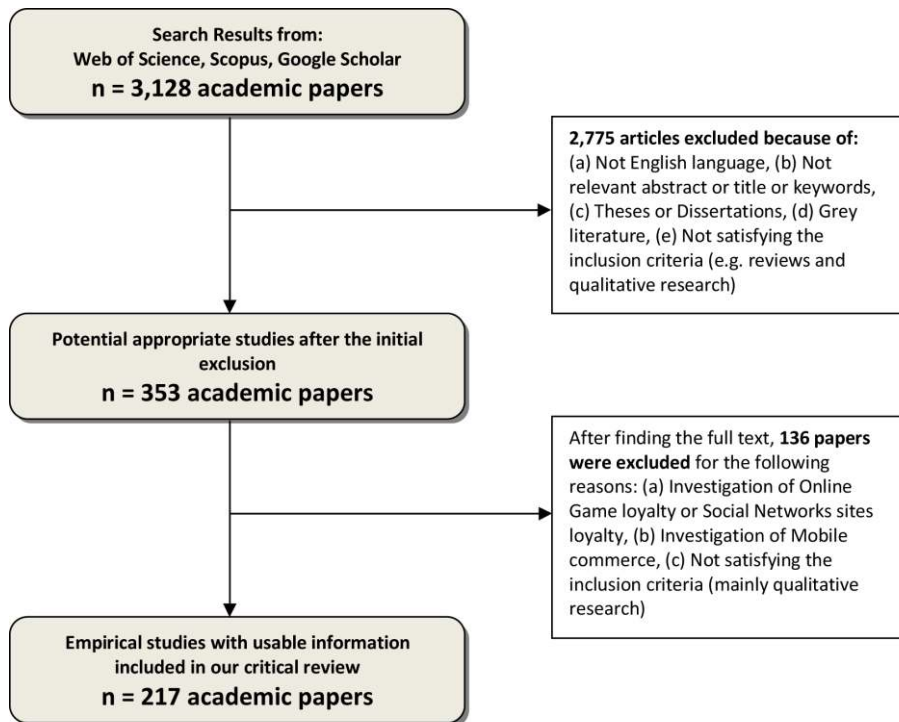 Search Results from:
Web of Science, Scopus, Google Scholar
n = 3,128 academic papers
2,775 articles excluded because of:
(a) Not English language, (b) Not
relevant abstract or title or keywords,
(c) Theses or Dissertations, (d) Grey
literature, (e) Not satisfying the
inclusion criteria (e.g. reviews and
qualitative research)
Potential appropriate studies after the initial
exclusion
n = 353 academic papers
After finding the full text, 136 papers
were excluded for the following
reasons: (a) Investigation of Online
Game loyalty or Social Networks sites
loyalty, (b) Investigation of Mobile
commerce, (c) Not satisfying the
inclusion criteria (mainly qualitative
research)
Empirical studies with usable information
included in our critical review
n = 217 academic papers